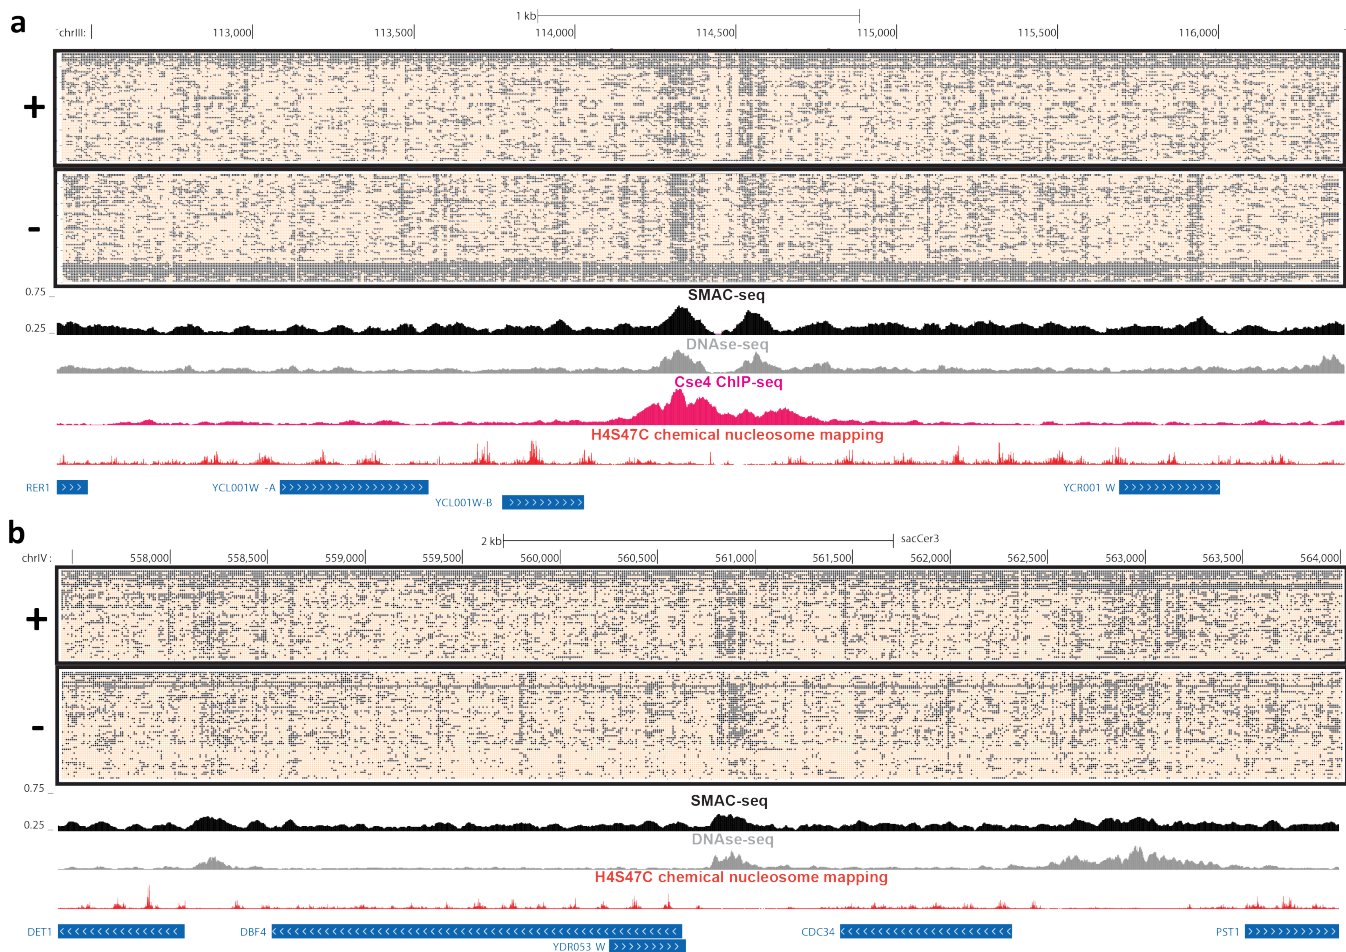 a
1 kb
chrIII: 113,000 113,500 114,000 114,500 115,000 115,500 116,000
+
-
0.75
SMAC-seq
0.25
DNAse-seq
Cse4 ChIP-seq
H4S47C chemical nucleosome mapping
RER1 YCL001W -A YCR001 W
YCL001W-B
b
2 kb sacCer3
chrIV : 558,000 558,500 559,000 559,500 560,000 560,500 561,000 561,500 562,000 562,500 563,000 563,500 564,000
+
-
0.75
SMAC-seq
0.25
DNAse-seq
H4S47C chemical nucleosome mapping
DET1 DBF4 CDC34 PST1
YDR053 W